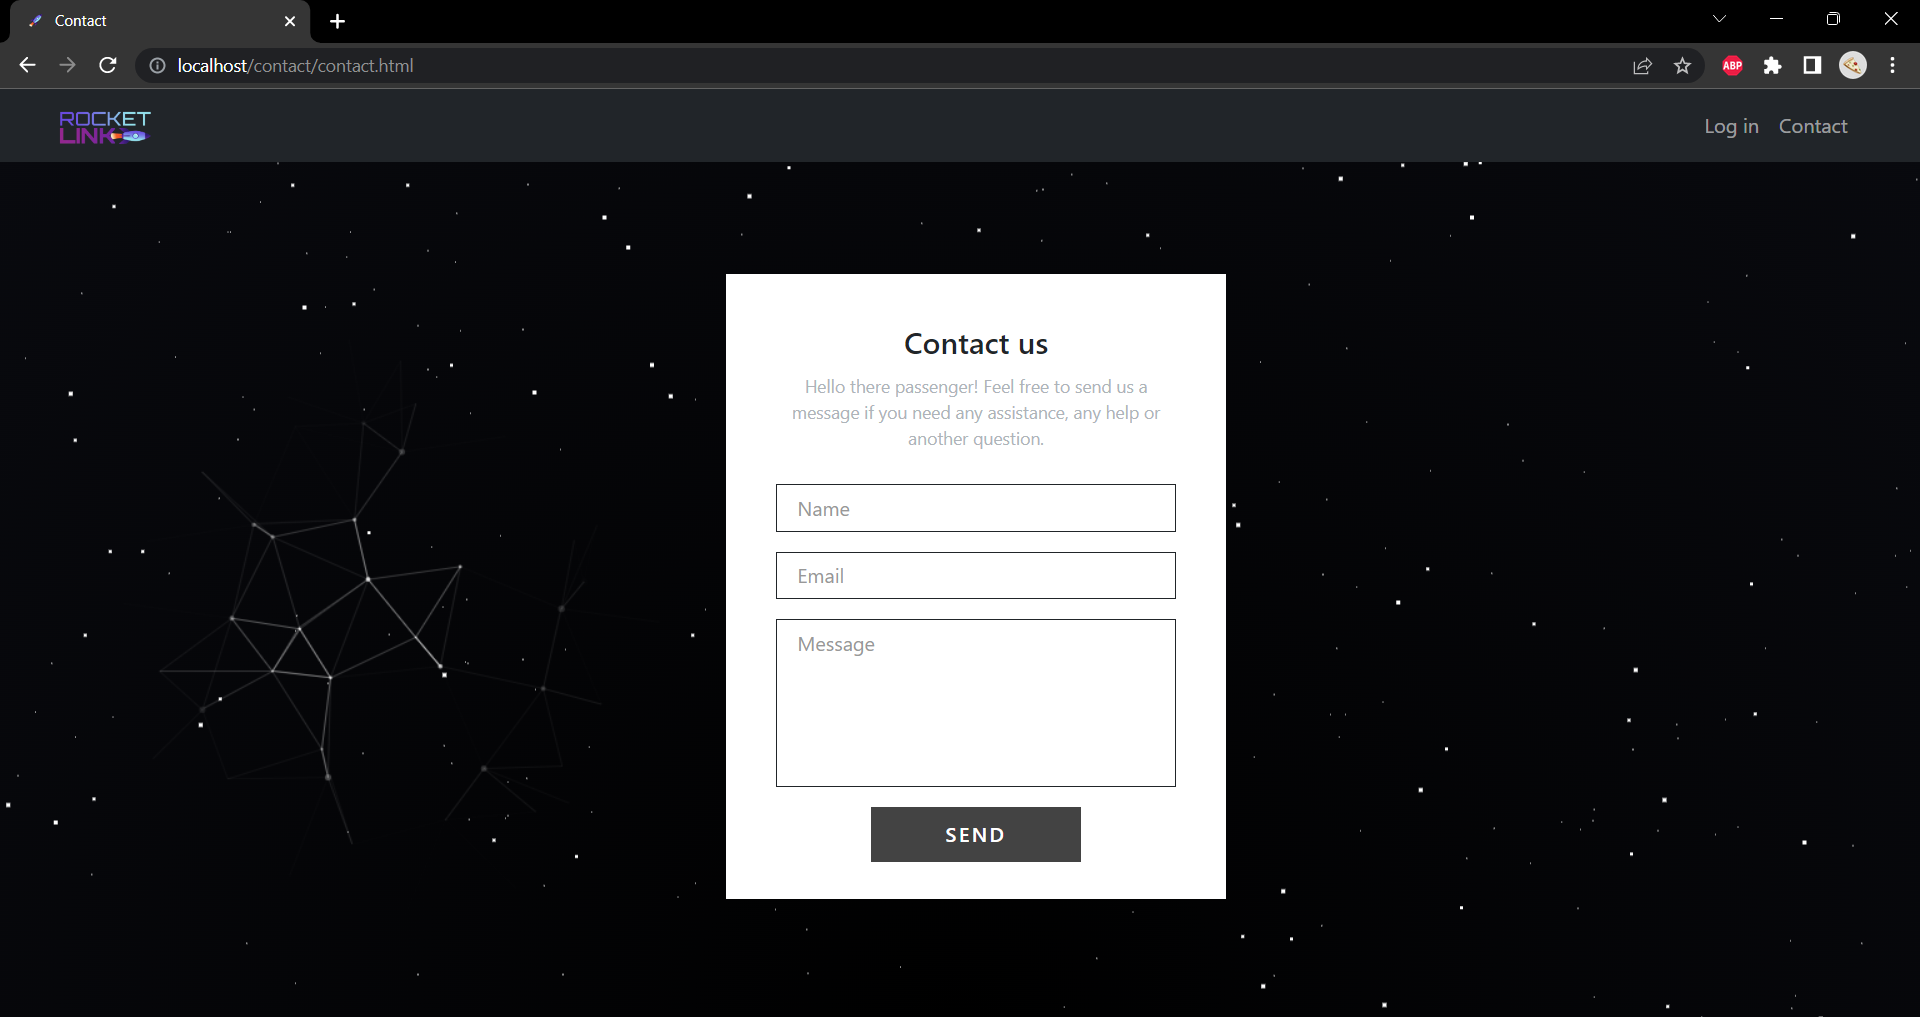 Contact
localhost/contact/contact.html
ABP
ROCKET
LINK
Log in Contact
Contact us
Hello there passenger! Feel free to send us a
message if you need any assistance, any help or
another question.
Name
Email
Message
SEND